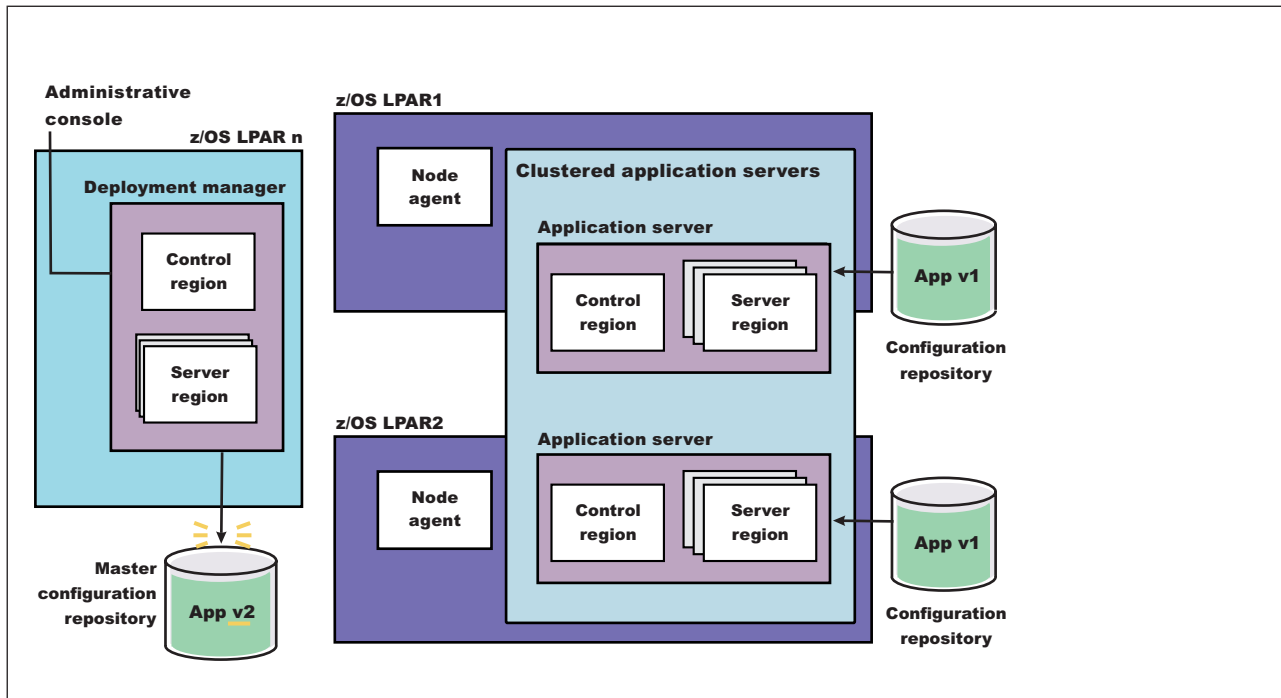 Administrative
console
z/OS LPAR n
Deployment manager
Control
region
Server
region
Master
configuration
repository
App v2
z/OS LPAR1
Node
agent
Clustered application servers
Application server
Control
region
Server
region
App v1
Configuration
repository
z/OS LPAR2
Node
agent
Application server
Control
region
Server
region
App v1
Configuration
repository